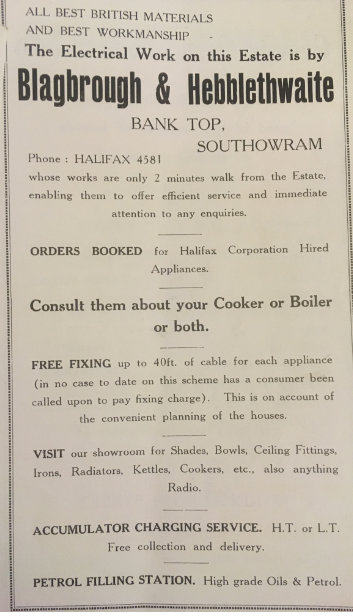 ALL BEST BRITISH MATERIALS
AND BEST WORKMANSHIP -
The Electrical Work on this Estate is by
Blagbrough & Hebblethwaite
BANK TOP,
SOUTHOWRAM
Phone : HALIFAX 4581
whose works are only 2 minutes walk from the Estate,
enabling them to offer efficient service and immediate
attention to any enquiries.
ORDERS BOOKED for Halifax Corporation Hired
Appliances.
Consult them about your Cooker or Boiler
or both.
FREE FIXING up to 40ft. of cable for each appliance
(in no case to date on this scheme has a consumer been
called upon to pay fixing charge). This is on account of
the convenient planning of the houses.
VISIT our showroom for Shades, Bowls, Ceiling Fittings,
Irons, Radiators, Kettles, Cookers, etc., also anything
Radio.
ACCUMULATOR CHARGING SERVICE. H.T. or L.T.
Free collection and delivery.
PETROL FILLING STATION. High grade Oils & Petrol.